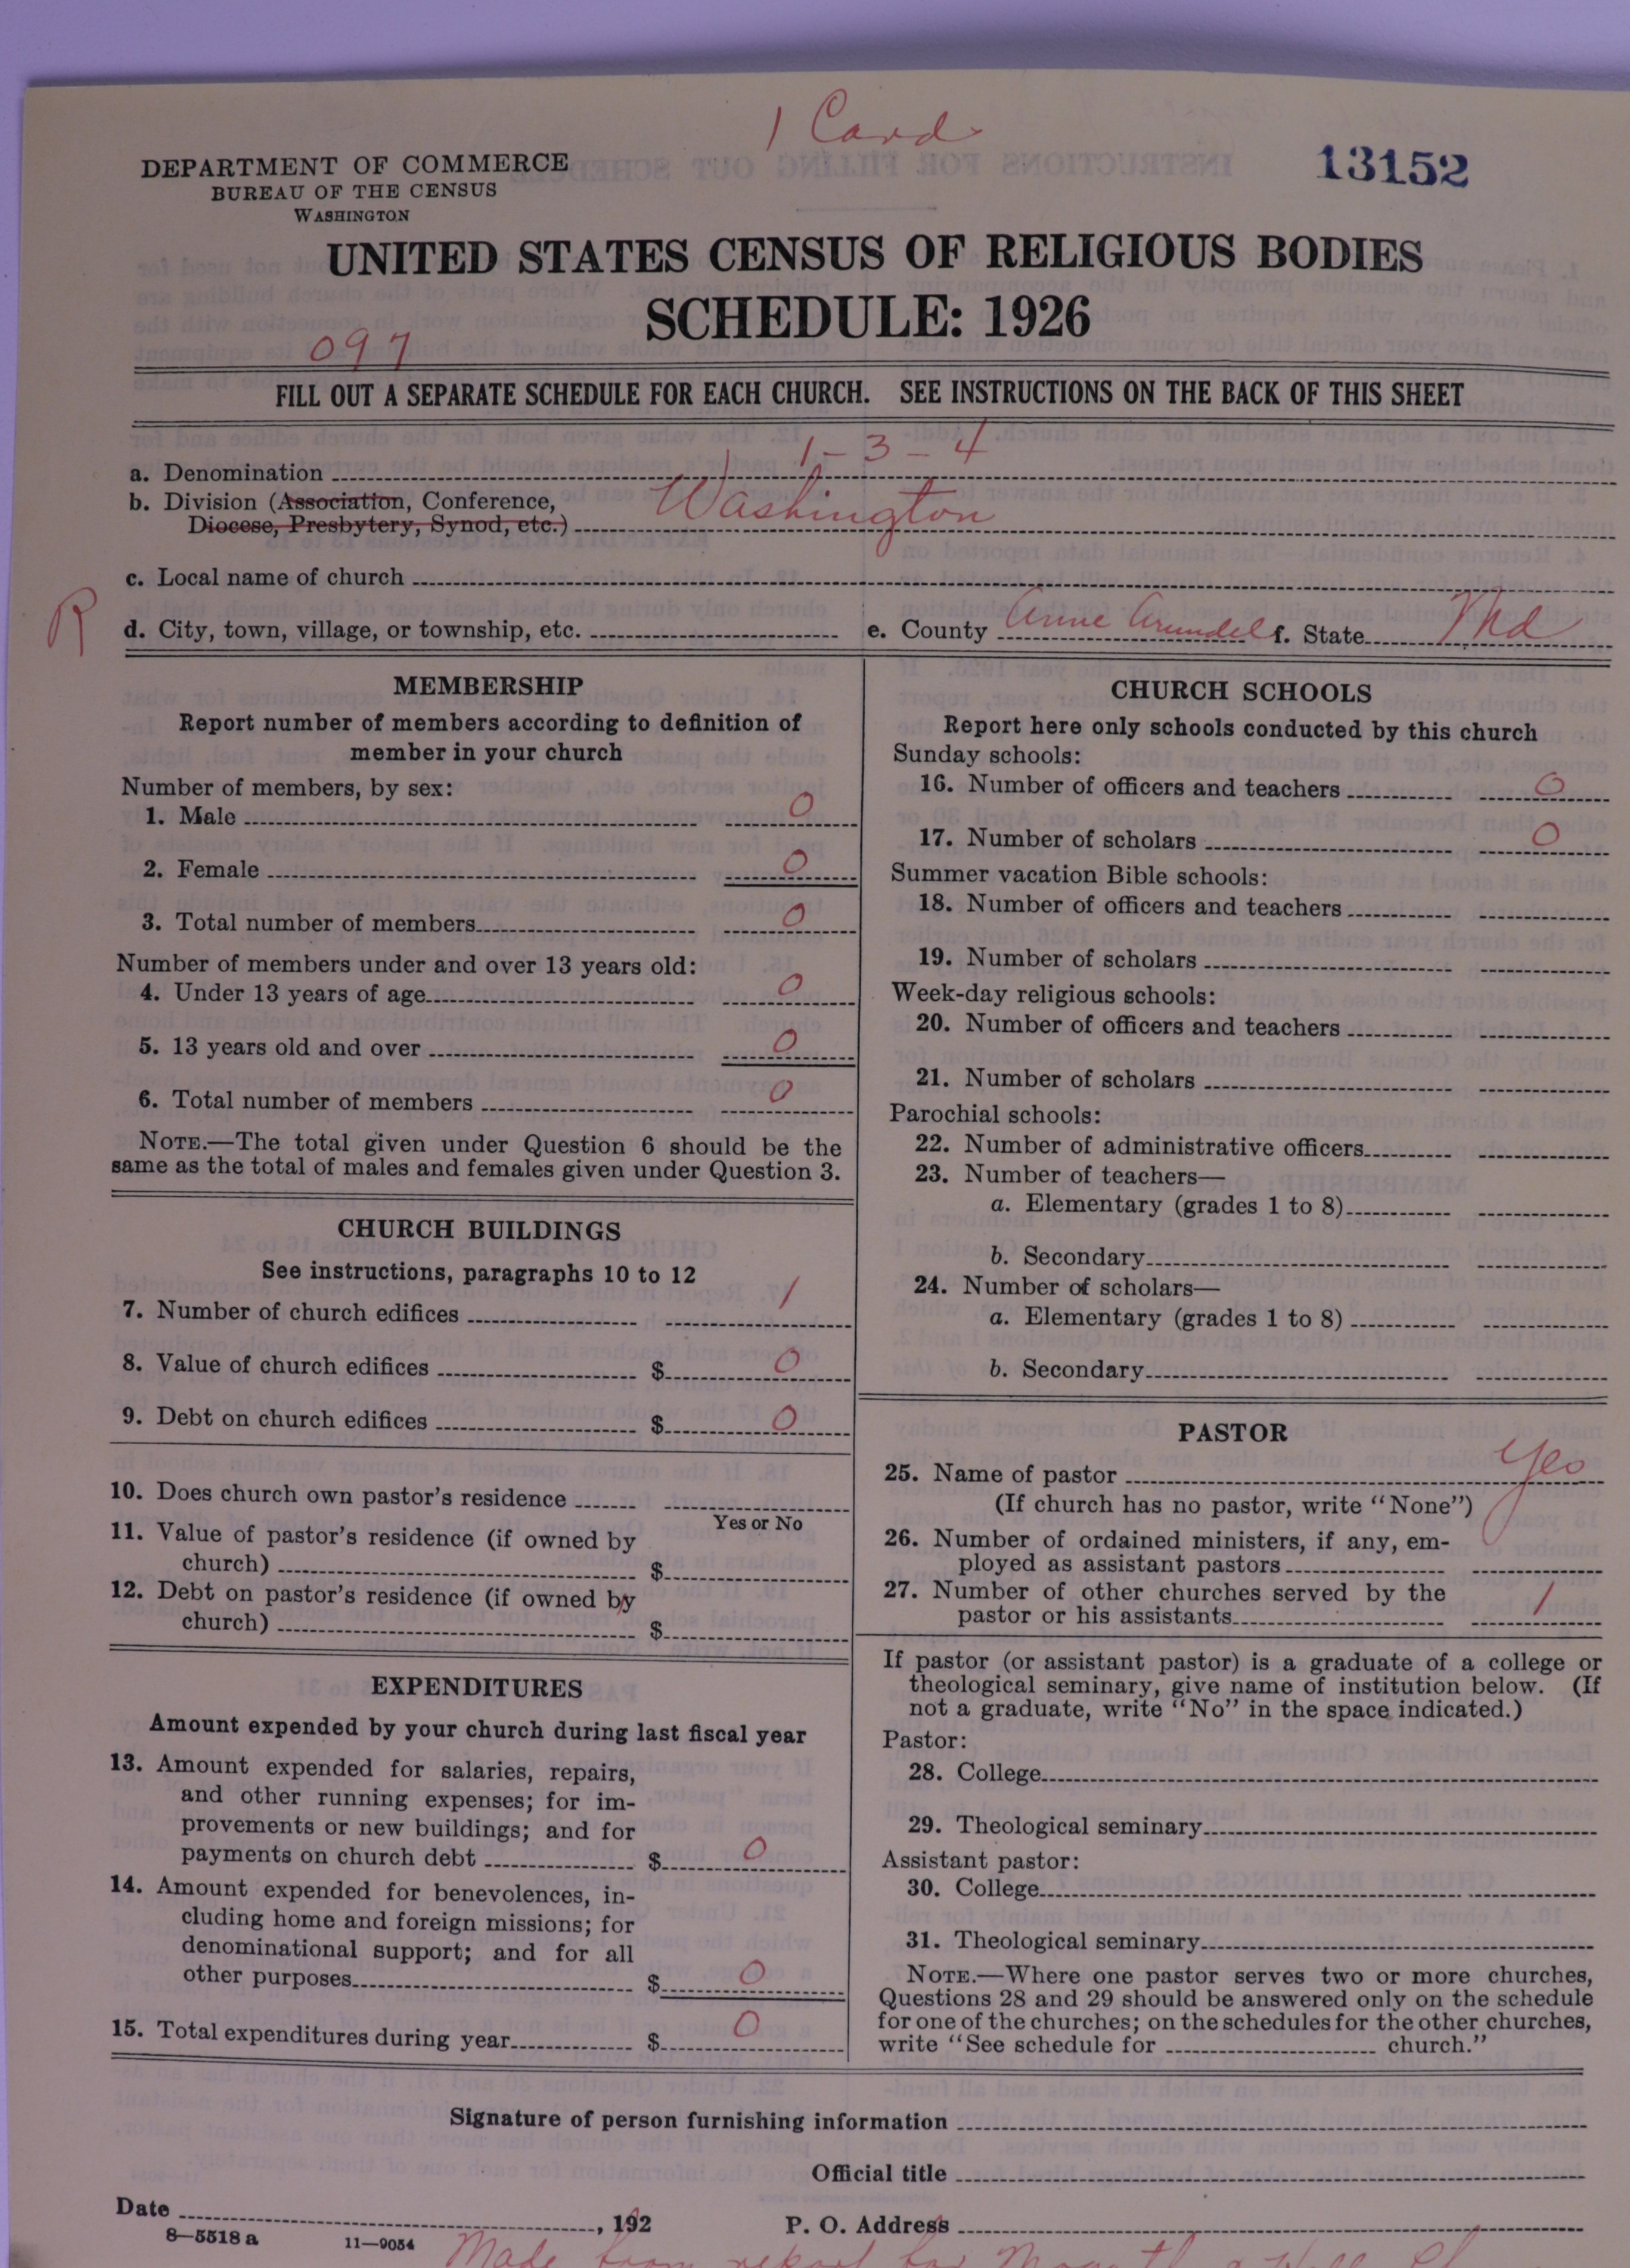 1 Card
DEPARTMENT OF COMMERCE
BUREAU OF THE CENSUS
WASHINGTON
13152
UNITED STATES CENSUS OF RELIGIOUS BODIES
SCHEDULE: 1926
097
FILL OUT A SEPARATE SCHEDULE FOR EACH CHURCH. SEE INSTRUCTIONS ON THE BACK OF THIS SHEET
a. Denomination 1-3-4
b. Division (Association, Conference,
Diocese, Presbytery, Synod, etc.) Washington
c. Local name of church
R
d. City, town, village, or township, etc. e. County Anne Arundel f. State Md
MEMBERSHIP
Report number of members according to definition of
member in your church
Number of members, by sex:
1. Male 0
2. Female 0
3. Total number of members 0
Number of members under and over 13 years old:
4. Under 13 years of age 0
5. 13 years old and over 0
6. Total number of members 0
NOTE.—The total given under Question 6 should be the
same as the total of males and females given under Question 3.
CHURCH BUILDINGS
See instructions, paragraphs 10 to 12
7. Number of church edifices 1
8. Value of church edifices $ 0
9. Debt on church edifices $ 0
10. Does church own pastor's residence
Yes or No
11. Value of pastor's residence (if owned by
church) $
12. Debt on pastor's residence (if owned by
church) $
EXPENDITURES
Amount expended by your church during last fiscal year
13. Amount expended for salaries, repairs,
and other running expenses; for im-
provements or new buildings; and for
payments on church debt $ 0
14. Amount expended for benevolences, in-
cluding home and foreign missions; for
denominational support; and for all
other purposes $ 0
15. Total expenditures during year $ 0
CHURCH SCHOOLS
Report here only schools conducted by this church
Sunday schools:
16. Number of officers and teachers 0
17. Number of scholars 0
Summer vacation Bible schools:
18. Number of officers and teachers
19. Number of scholars
Week-day religious schools:
20. Number of officers and teachers
21. Number of scholars
Parochial schools:
22. Number of administrative officers
23. Number of teachers—
a. Elementary (grades 1 to 8)
b. Secondary
24. Number of scholars—
a. Elementary (grades 1 to 8)
b. Secondary
PASTOR
25. Name of pastor Yes
(If church has no pastor, write "None")
26. Number of ordained ministers, if any, em-
ployed as assistant pastors
27. Number of other churches served by the
pastor or his assistants 1
If pastor (or assistant pastor) is a graduate of a college or
theological seminary, give name of institution below. (If
not a graduate, write "No" in the space indicated.)
Pastor:
28. College
29. Theological seminary
Assistant pastor:
30. College
31. Theological seminary
NOTE.—Where one pastor serves two or more churches,
Questions 28 and 29 should be answered only on the schedule
for one of the churches; on the schedules for the other churches,
write "See schedule for church."
Signature of person furnishing information
Official title
Date , 192 P. O. Address
8—5518 a 11—9054
Made from report for